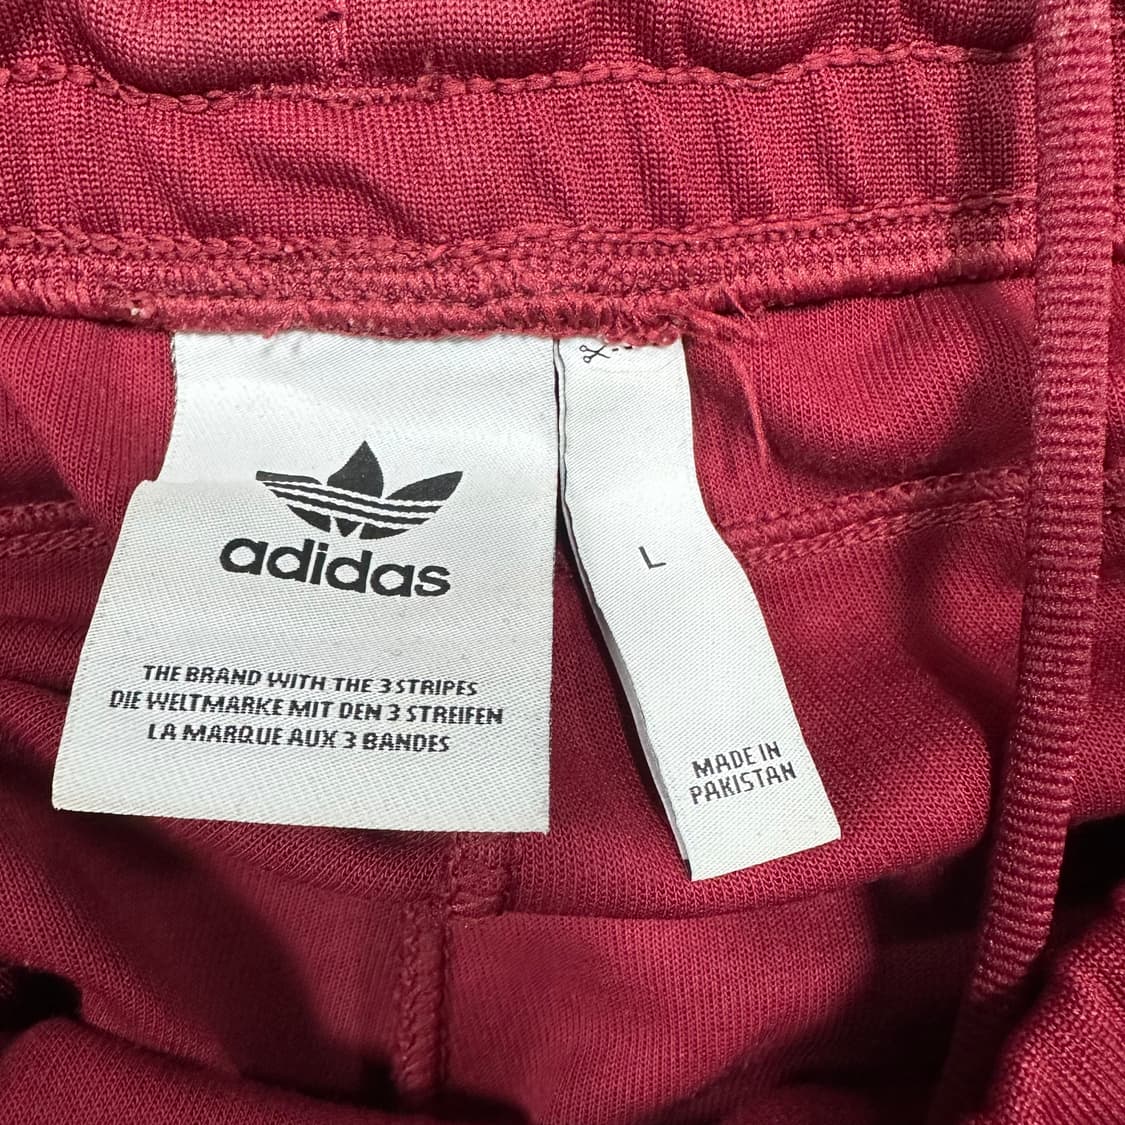 adidas
THE BRAND WITH THE 3 STRIPES
DIE WELTMARKE MIT DEN 3 STREIFEN
LA MARQUE AUX 3 BANDES
L
MADE IN
PAKISTAN